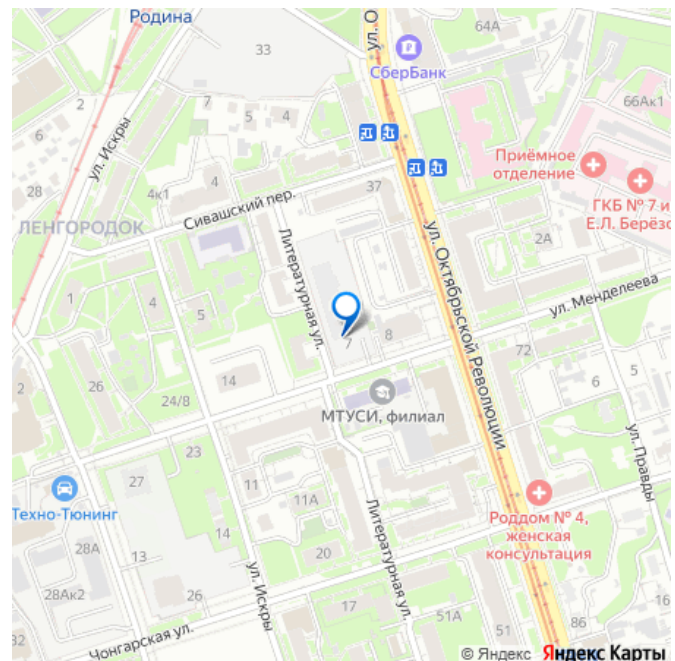 Родина
ул. О
64А
СберБанк
33
2
7
5
4
6
66Ак1
ул. Искры
28
4к1
4
37
Приёмное
отделение
ГКБ № 7 и
Е.Л. Берёзо
Сивашский пер.
ЛЕНГОРОДОК
Литературная ул.
ул. Октябрьской Революции
2А
1
4
5
ул. Менделеева
7
8
72
6
5
2
26
14
24/8
МТУСИ, филиал
ул. Правды
23
11
27
11А
Техно-Тюнинг
Роддом № 4,
женская
консультация
14
28А
13
20
Литературная ул.
ул. Искры
28Ак2
26
17
51А
51
16
86
32
Чонгарская ул.
© Яндекс Яндекс Карты